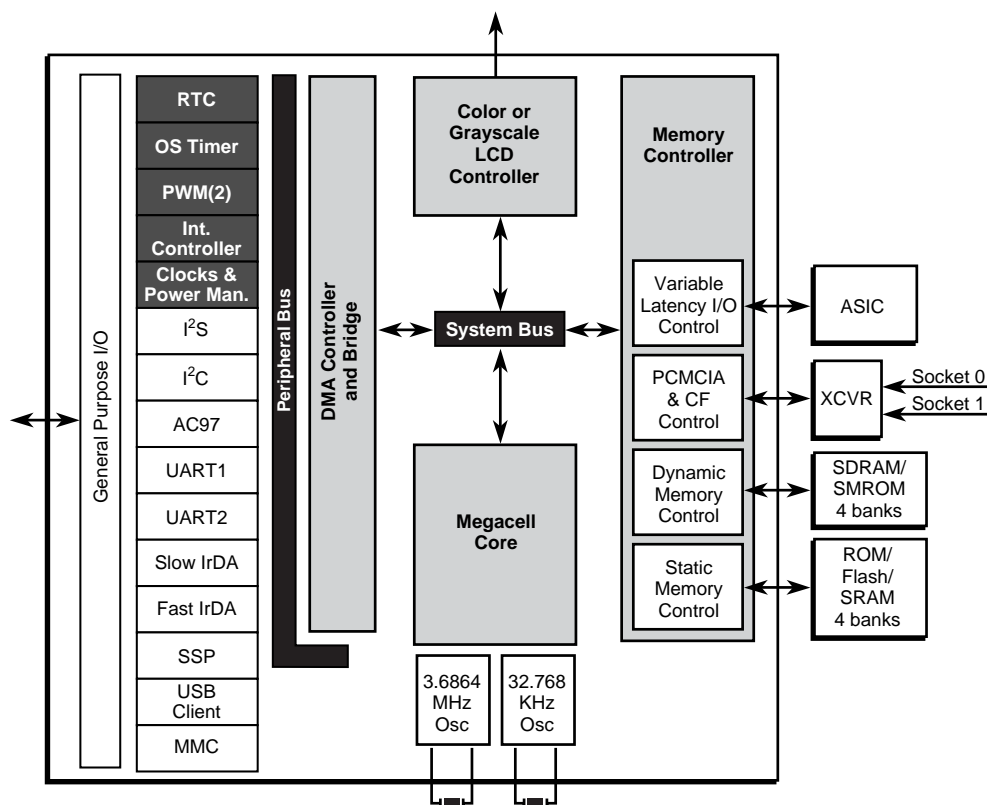 General Purpose I/O
RTC
OS Timer
PWM(2)
Int.
Controller
Clocks &
Power Man.
I²S
I²C
AC97
UART1
UART2
Slow IrDA
Fast IrDA
SSP
USB
Client
MMC
Peripheral Bus
DMA Controller
and Bridge
Color or
Grayscale
LCD
Controller
System Bus
Megacell
Core
3.6864
MHz
Osc
32.768
KHz
Osc
Memory
Controller
Variable
Latency I/O
Control
PCMCIA
& CF
Control
Dynamic
Memory
Control
Static
Memory
Control
ASIC
XCVR
Socket 0
Socket 1
SDRAM/
SMROM
4 banks
ROM/
Flash/
SRAM
4 banks